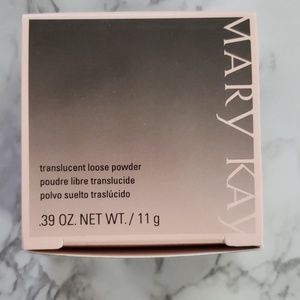 MARY KAY
translucent loose powder
poudre libre translucide
polvo suelto traslúcido
.39 OZ. NET WT. / 11 g